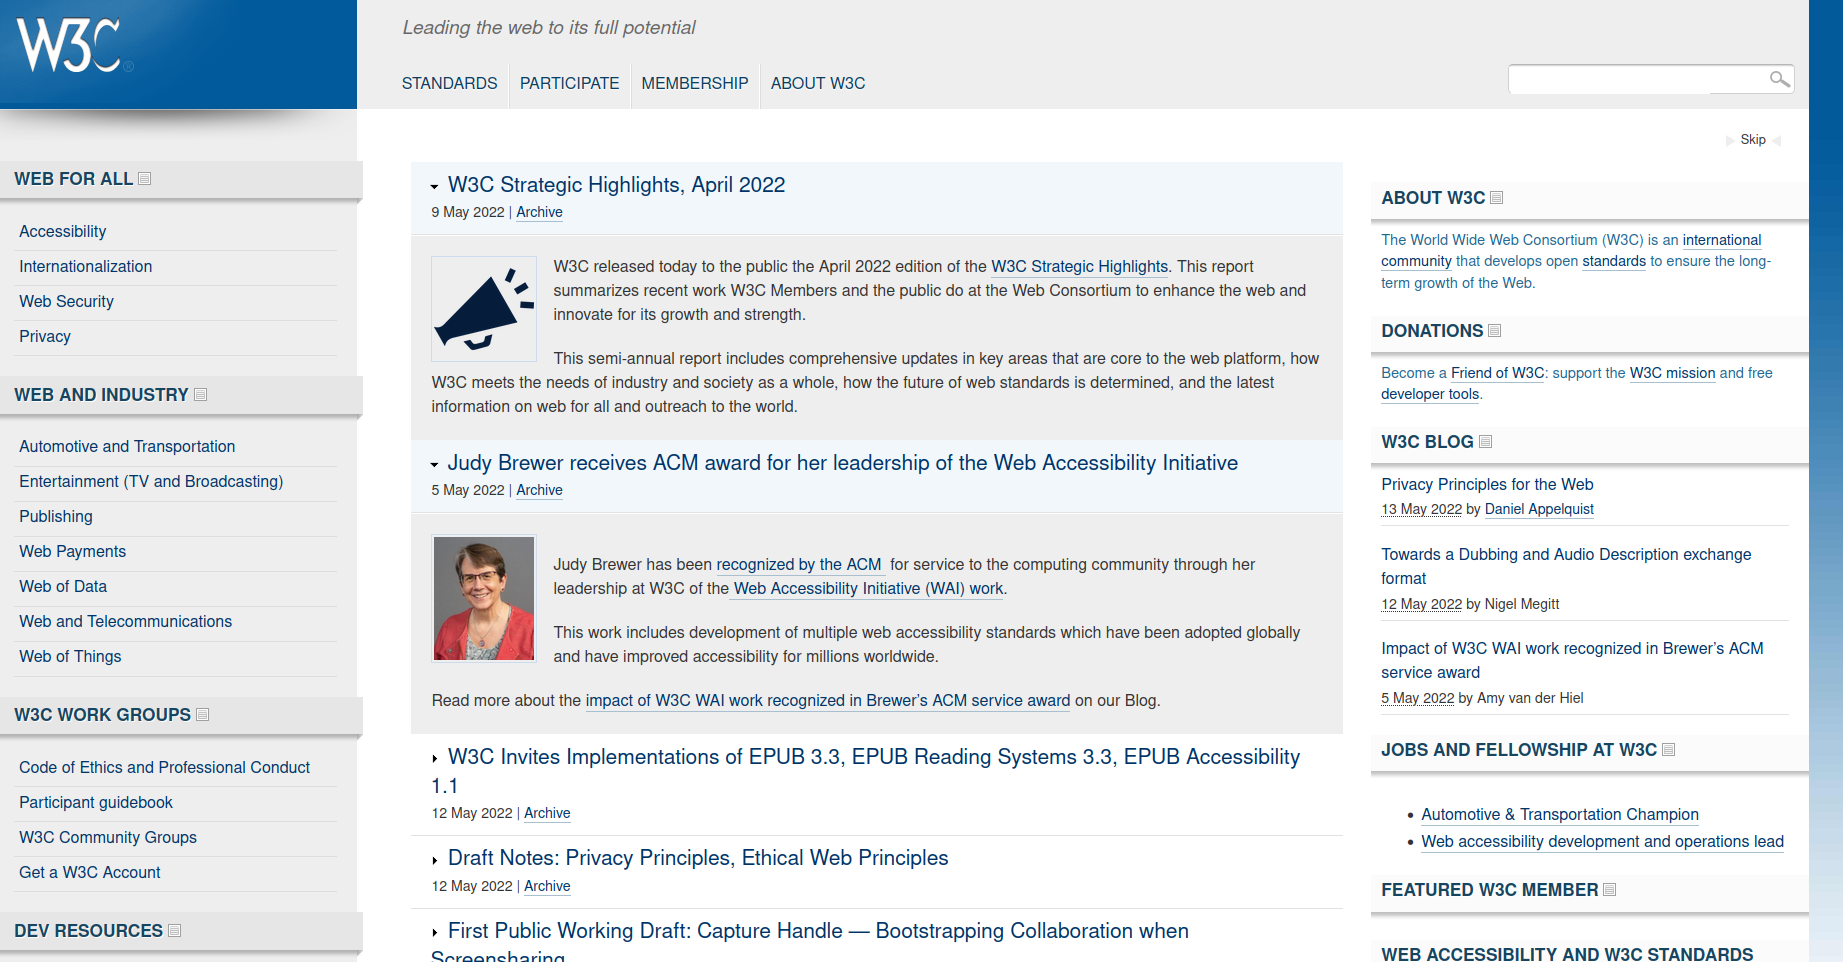 W3C®
Leading the web to its full potential
STANDARDS
PARTICIPATE
MEMBERSHIP
ABOUT W3C
Skip
WEB FOR ALL
Accessibility
Internationalization
Web Security
Privacy
WEB AND INDUSTRY
Automotive and Transportation
Entertainment (TV and Broadcasting)
Publishing
Web Payments
Web of Data
Web and Telecommunications
Web of Things
W3C WORK GROUPS
Code of Ethics and Professional Conduct
Participant guidebook
W3C Community Groups
Get a W3C Account
DEV RESOURCES
W3C Strategic Highlights, April 2022
9 May 2022 | Archive
W3C released today to the public the April 2022 edition of the W3C Strategic Highlights. This report
summarizes recent work W3C Members and the public do at the Web Consortium to enhance the web and
innovate for its growth and strength.
This semi-annual report includes comprehensive updates in key areas that are core to the web platform, how
W3C meets the needs of industry and society as a whole, how the future of web standards is determined, and the latest
information on web for all and outreach to the world.
Judy Brewer receives ACM award for her leadership of the Web Accessibility Initiative
5 May 2022 | Archive
Judy Brewer has been recognized by the ACM for service to the computing community through her
leadership at W3C of the Web Accessibility Initiative (WAI) work.
This work includes development of multiple web accessibility standards which have been adopted globally
and have improved accessibility for millions worldwide.
Read more about the impact of W3C WAI work recognized in Brewer’s ACM service award on our Blog.
W3C Invites Implementations of EPUB 3.3, EPUB Reading Systems 3.3, EPUB Accessibility
1.1
12 May 2022 | Archive
Draft Notes: Privacy Principles, Ethical Web Principles
12 May 2022 | Archive
First Public Working Draft: Capture Handle — Bootstrapping Collaboration when
Screensharing
ABOUT W3C
The World Wide Web Consortium (W3C) is an international
community that develops open standards to ensure the long-
term growth of the Web.
DONATIONS
Become a Friend of W3C: support the W3C mission and free
developer tools.
W3C BLOG
Privacy Principles for the Web
13 May 2022 by Daniel Appelquist
Towards a Dubbing and Audio Description exchange
format
12 May 2022 by Nigel Megitt
Impact of W3C WAI work recognized in Brewer’s ACM
service award
5 May 2022 by Amy van der Hiel
JOBS AND FELLOWSHIP AT W3C
• Automotive & Transportation Champion
• Web accessibility development and operations lead
FEATURED W3C MEMBER
WEB ACCESSIBILITY AND W3C STANDARDS